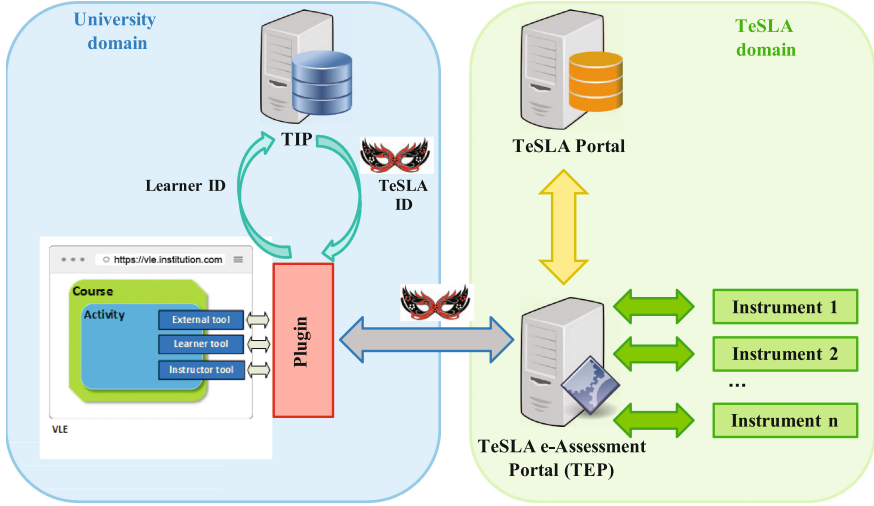 University
domain
TeSLA
domain
TIP
TeSLA Portal
Learner ID
TeSLA
ID
https://vle.institution.com
Course
Activity
External tool
Learner tool
Instructor tool
VLE
Plugin
Instrument 1
Instrument 2
...
Instrument n
TeSLA e-Assessment
Portal (TEP)